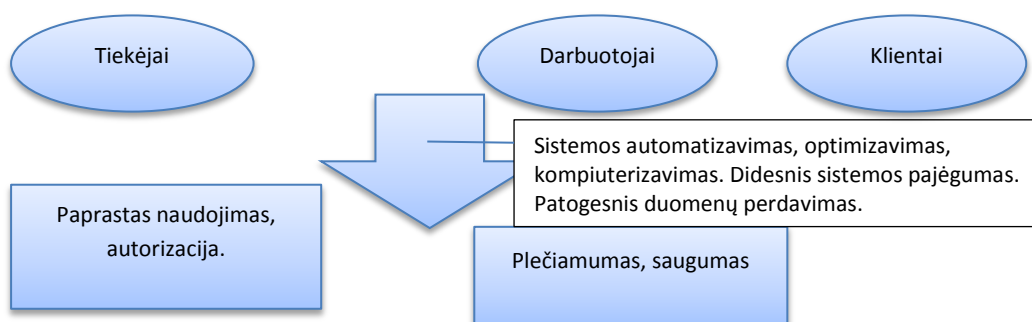 Tiekėjai
Darbuotojai
Klientai
Sistemos automatizavimas, optimizavimas,
kompiuterizavimas. Didesnis sistemos pajėgumas.
Patogesnis duomenų perdavimas.
Paprastas naudojimas,
autorizacija.
Plečiamumas, saugumas